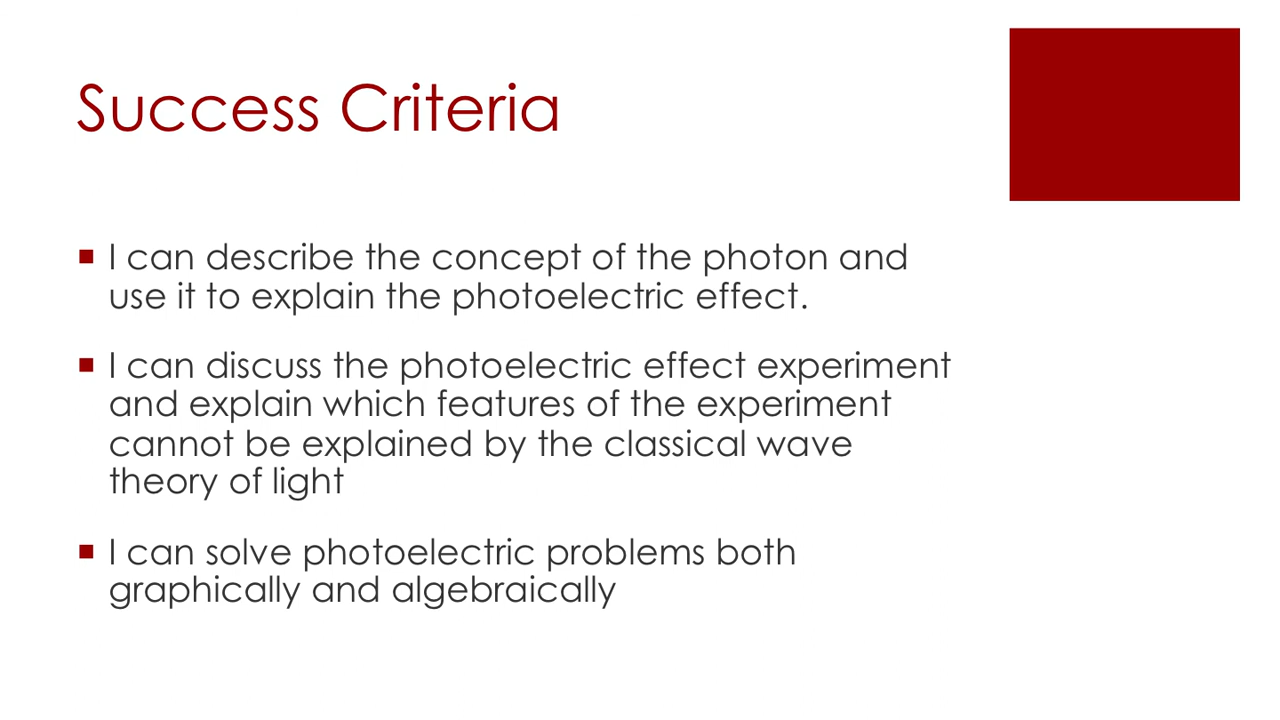 Success Criteria
I can describe the concept of the photon and
use it to explain the photoelectric effect.
I can discuss the photoelectric effect experiment
and explain which features of the experiment
cannot be explained by the classical wave
theory of light
I can solve photoelectric problems both
graphically and algebraically